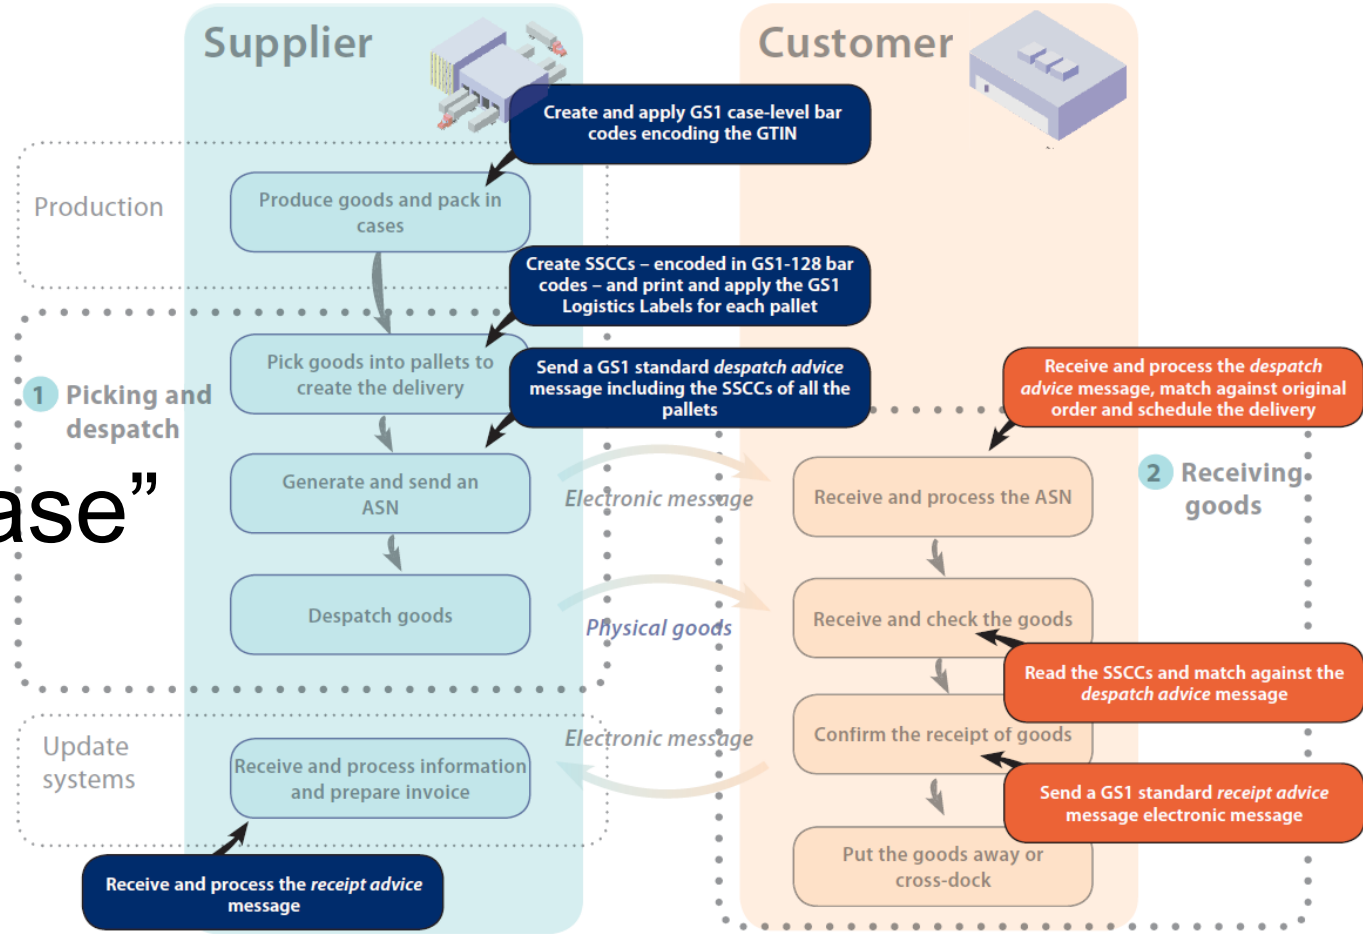 Supplier
Customer
Create and apply GS1 case-level bar
codes encoding the GTIN
Production
Produce goods and pack in
cases
Create SSCCs – encoded in GS1-128 bar
codes – and print and apply the GS1
Logistics Labels for each pallet
1 Picking and
despatch
Pick goods into pallets to
create the delivery
Send a GS1 standard despatch advice
message including the SSCCs of all the
pallets
Receive and process the despatch
advice message, match against original
order and schedule the delivery
ase”
Generate and send an
ASN
Electronic message
Receive and process the ASN
2 Receiving
goods
Despatch goods
Physical goods
Receive and check the goods
Read the SSCCs and match against the
despatch advice message
Update
systems
Receive and process information
and prepare invoice
Electronic message
Confirm the receipt of goods
Send a GS1 standard receipt advice
message electronic message
Put the goods away or
cross-dock
Receive and process the receipt advice
message